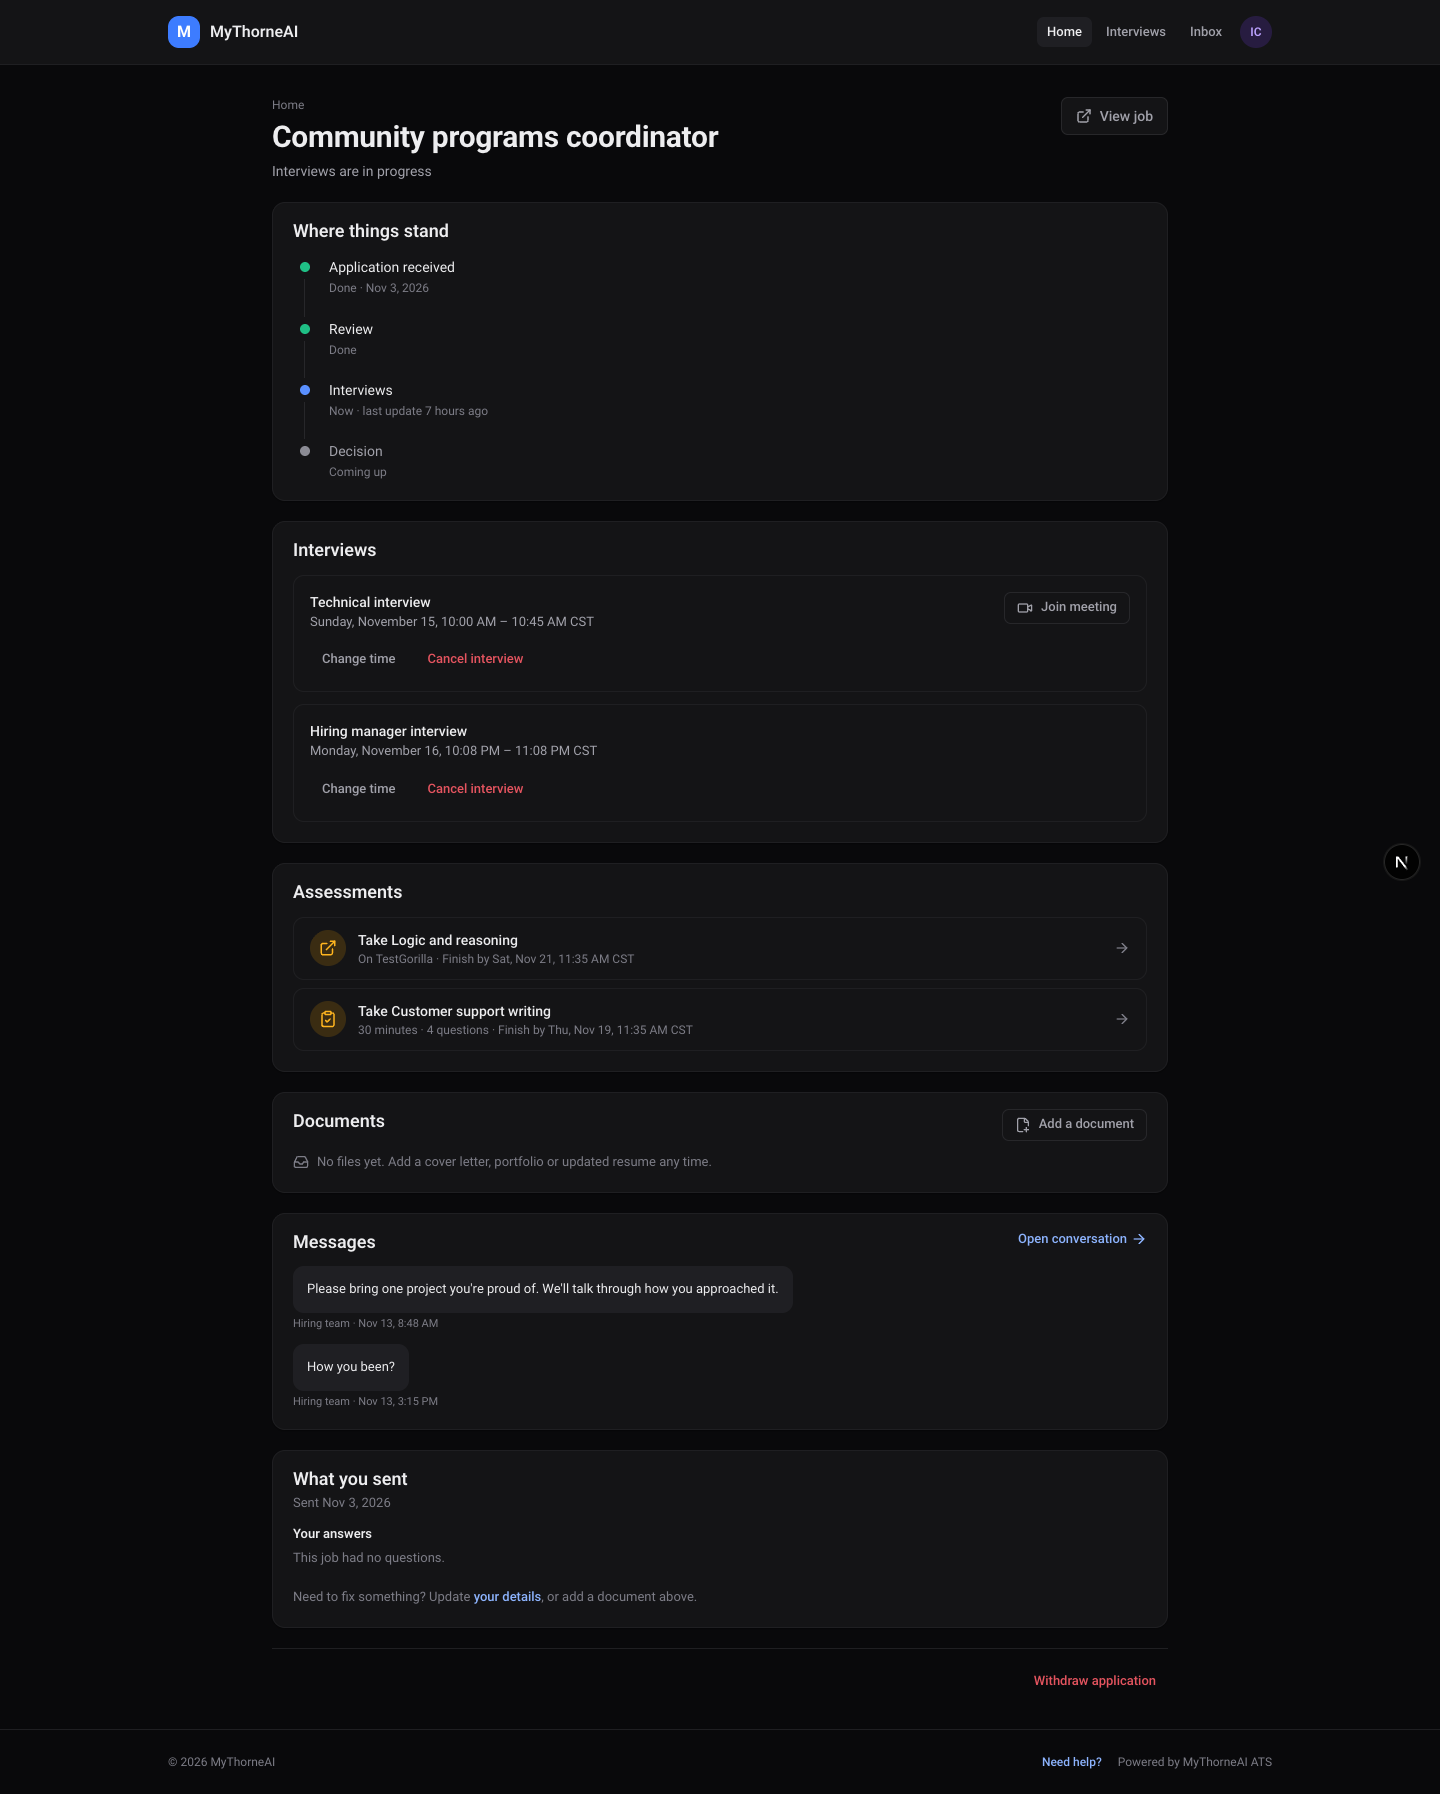 M MyThorneAI
Home Interviews Inbox IC
Home
Community programs coordinator
Interviews are in progress
View job
Where things stand
Application received
Done · Nov 3, 2026
Review
Done
Interviews
Now · last update 7 hours ago
Decision
Coming up
Interviews
Technical interview
Sunday, November 15, 10:00 AM – 10:45 AM CST
Join meeting
Change time Cancel interview
Hiring manager interview
Monday, November 16, 10:08 PM – 11:08 PM CST
Change time Cancel interview
Assessments
Take Logic and reasoning
On TestGorilla · Finish by Sat, Nov 21, 11:35 AM CST
Take Customer support writing
30 minutes · 4 questions · Finish by Thu, Nov 19, 11:35 AM CST
Documents
Add a document
No files yet. Add a cover letter, portfolio or updated resume any time.
Messages
Open conversation
Please bring one project you're proud of. We'll talk through how you approached it.
Hiring team · Nov 13, 8:48 AM
How you been?
Hiring team · Nov 13, 3:15 PM
What you sent
Sent Nov 3, 2026
Your answers
This job had no questions.
Need to fix something? Update your details, or add a document above.
Withdraw application
© 2026 MyThorneAI
Need help? Powered by MyThorneAI ATS
N